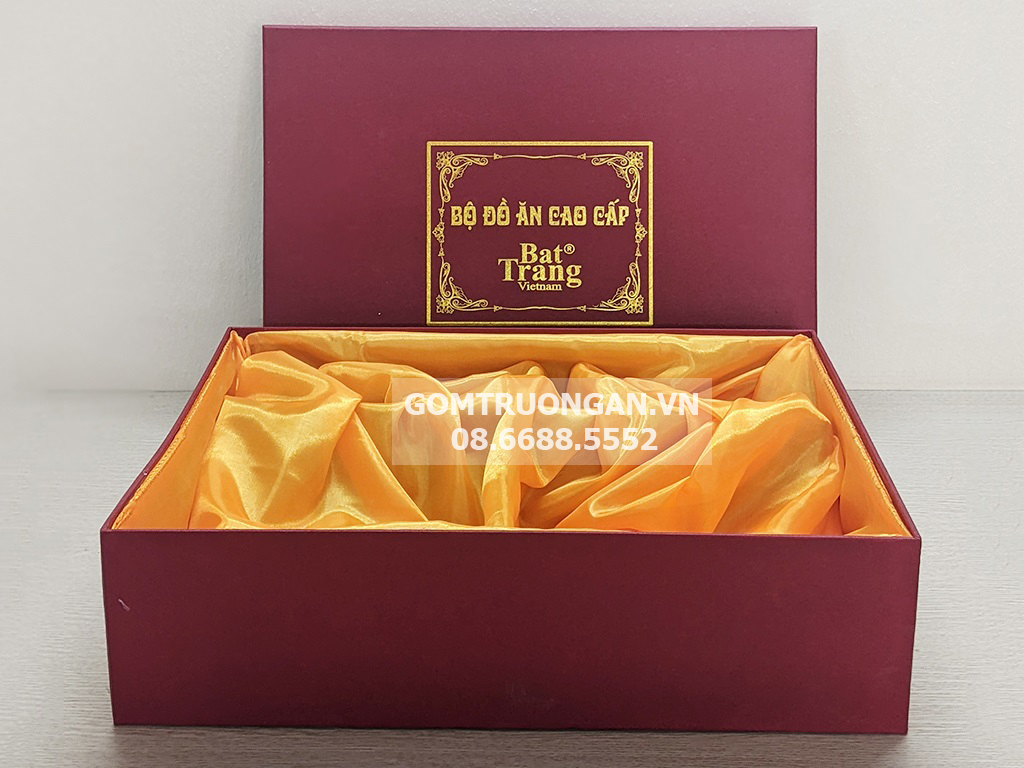 BỘ ĐỒ ĂN CAO CẤP
Bat®
Trang
Vietnam
GOMTRUONGAN.VN
08.6688.5552